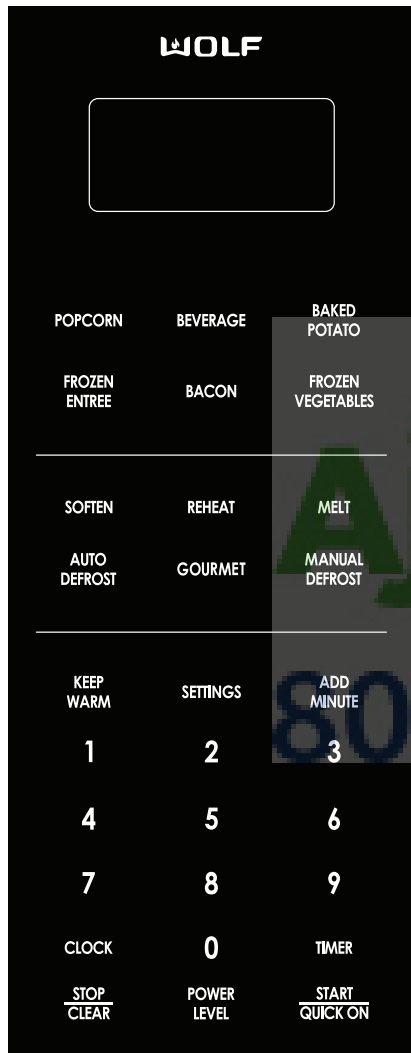 WOLF
POPCORN BEVERAGE BAKED POTATO
FROZEN ENTREE BACON FROZEN VEGETABLES
SOFTEN REHEAT MELT
AUTO DEFROST GOURMET MANUAL DEFROST
KEEP WARM SETTINGS ADD MINUTE
1 2 3
4 5 6
7 8 9
CLOCK 0 TIMER
STOP CLEAR POWER LEVEL START QUICK ON
A
80